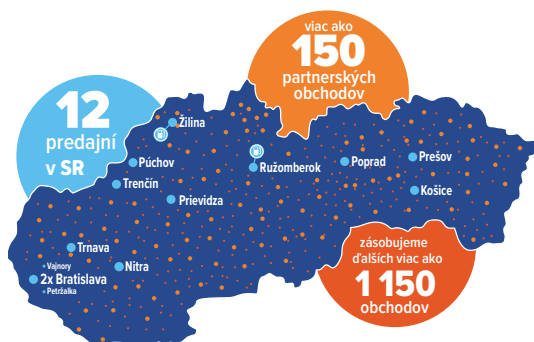 viac ako
150
partnerských
obchodov
12
predajní
v SR
Žilina
Púchov
Trenčín
Prievidza
Ružomberok
Poprad
Prešov
Košice
Trnava
Vajnory
2x Bratislava
Petržalka
Nitra
zásobujeme
ďalších viac ako
1 150
obchodov